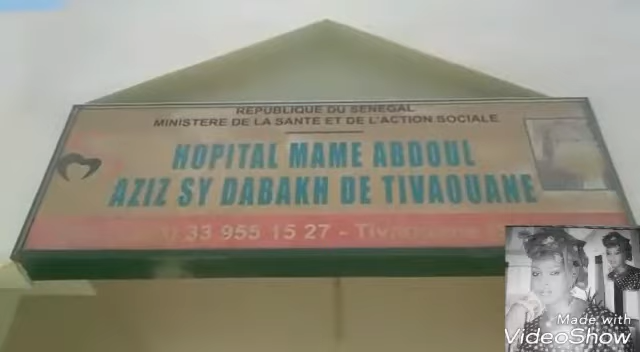 REPUBLIQUE DU SENEGAL
MINISTERE DE LA SANTE ET DE L'ACTION SOCIALE
HOPITAL MAME ABDOUL
AZIZ SY DABAKH DE TIVAOUANE
33 955 15 27 -
Made with
VideoShow